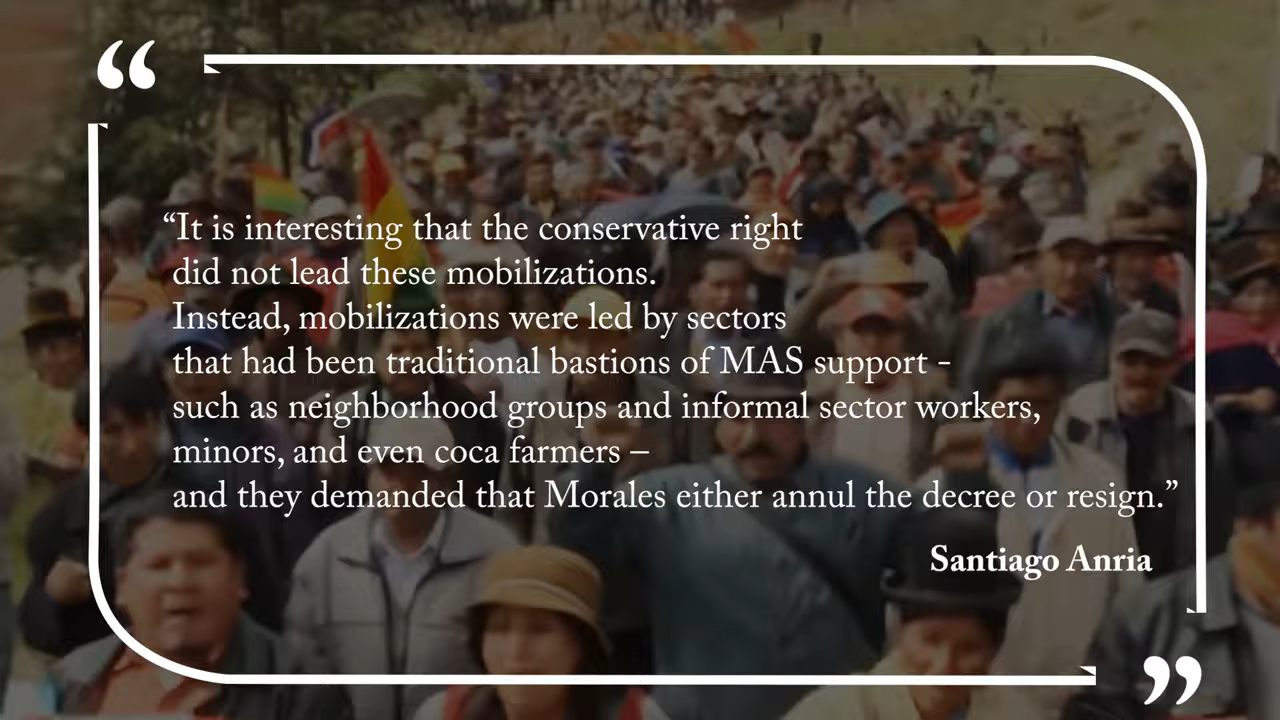 “
“It is interesting that the conservative right
did not lead these mobilizations.
Instead, mobilizations were led by sectors
that had been traditional bastions of MAS support -
such as neighborhood groups and informal sector workers,
minors, and even coca farmers –
and they demanded that Morales either annul the decree or resign.”
Santiago Anria
”